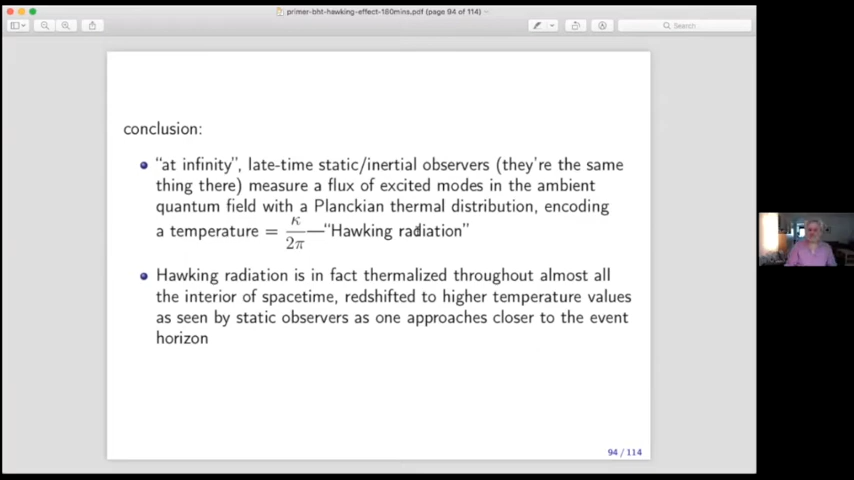 primer-bht-hawking-effect-180mins.pdf (page 94 of 114)
Search
conclusion:
"at infinity", late-time static/inertial observers (they're the same
thing there) measure a flux of excited modes in the ambient
quantum field with a Planckian thermal distribution, encoding
a temperature = κ/2π—"Hawking radiation"
Hawking radiation is in fact thermalized throughout almost all
the interior of spacetime, redshifted to higher temperature values
as seen by static observers as one approaches closer to the event
horizon
94 / 114